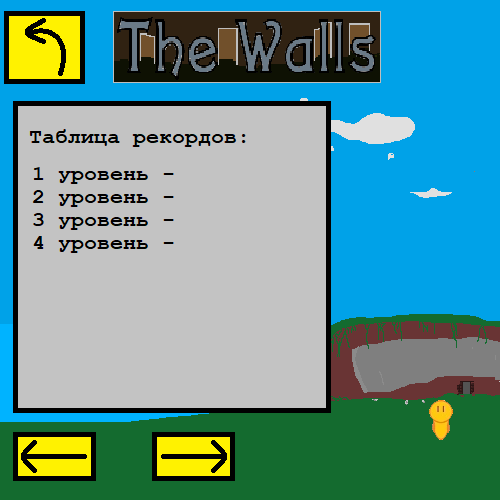 The Walls
Таблица рекордов:
1 уровень -
2 уровень -
3 уровень -
4 уровень -